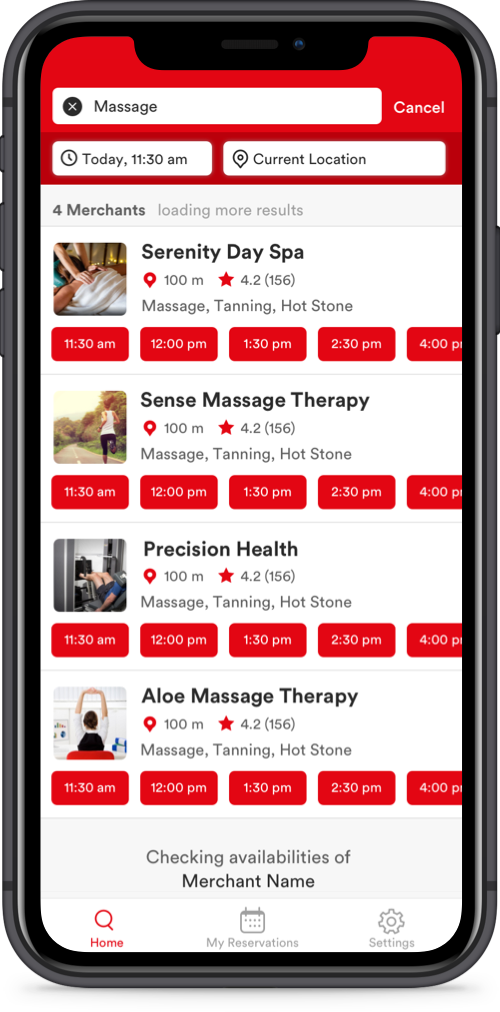 Massage
Cancel
Today, 11:30 am
Current Location
4 Merchants loading more results
Serenity Day Spa
100 m 4.2 (156)
Massage, Tanning, Hot Stone
11:30 am 12:00 pm 1:30 pm 2:30 pm 4:00 p
Sense Massage Therapy
100 m 4.2 (156)
Massage, Tanning, Hot Stone
11:30 am 12:00 pm 1:30 pm 2:30 pm 4:00 p
Precision Health
100 m 4.2 (156)
Massage, Tanning, Hot Stone
11:30 am 12:00 pm 1:30 pm 2:30 pm 4:00 p
Aloe Massage Therapy
100 m 4.2 (156)
Massage, Tanning, Hot Stone
11:30 am 12:00 pm 1:30 pm 2:30 pm 4:00 p
Checking availabilities of
Merchant Name
Home My Reservations Settings